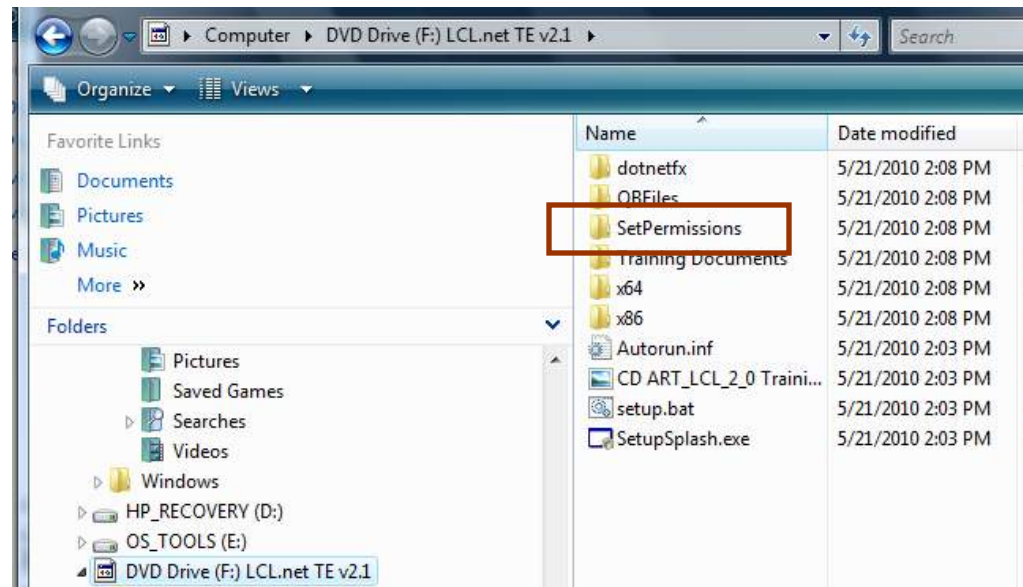 Computer ▸ DVD Drive (F:) LCL.net TE v2.1 ▸
Search
Organize Views
Favorite Links
Documents
Pictures
Music
More »
Folders
Pictures
Saved Games
Searches
Videos
Windows
HP_RECOVERY (D:)
OS_TOOLS (E:)
DVD Drive (F:) LCL.net TE v2.1
Name Date modified
dotnetfx 5/21/2010 2:08 PM
QBFiles 5/21/2010 2:08 PM
SetPermissions 5/21/2010 2:08 PM
Training Documents 5/21/2010 2:08 PM
x64 5/21/2010 2:08 PM
x86 5/21/2010 2:08 PM
Autorun.inf 5/21/2010 2:03 PM
CD ART_LCL_2_0 Traini... 5/21/2010 2:03 PM
setup.bat 5/21/2010 2:03 PM
SetupSplash.exe 5/21/2010 2:03 PM